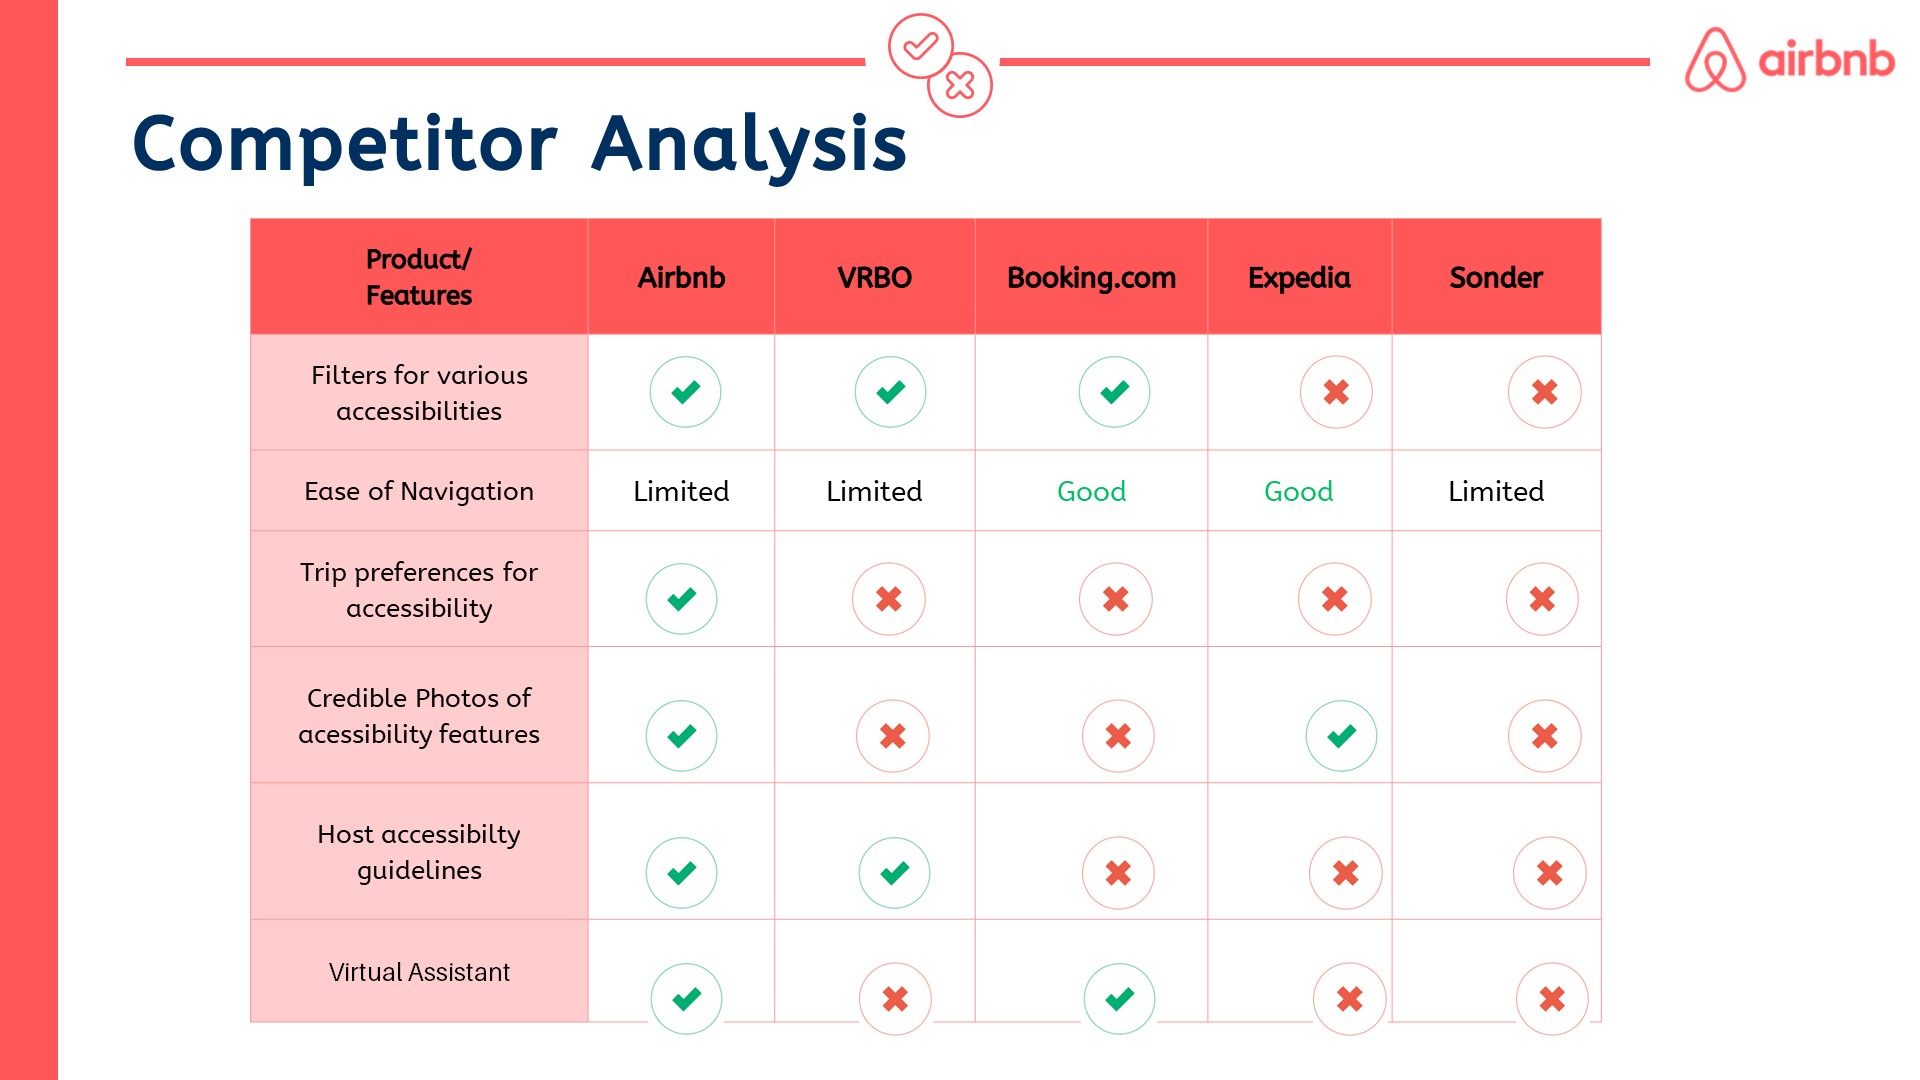 airbnb
Competitor Analysis
Product/
Features
Airbnb
VRBO
Booking.com
Expedia
Sonder
Filters for various
accessibilities
Ease of Navigation
Limited
Limited
Good
Good
Limited
Trip preferences for
accessibility
Credible Photos of
acessibility features
Host accessibilty
guidelines
Virtual Assistant